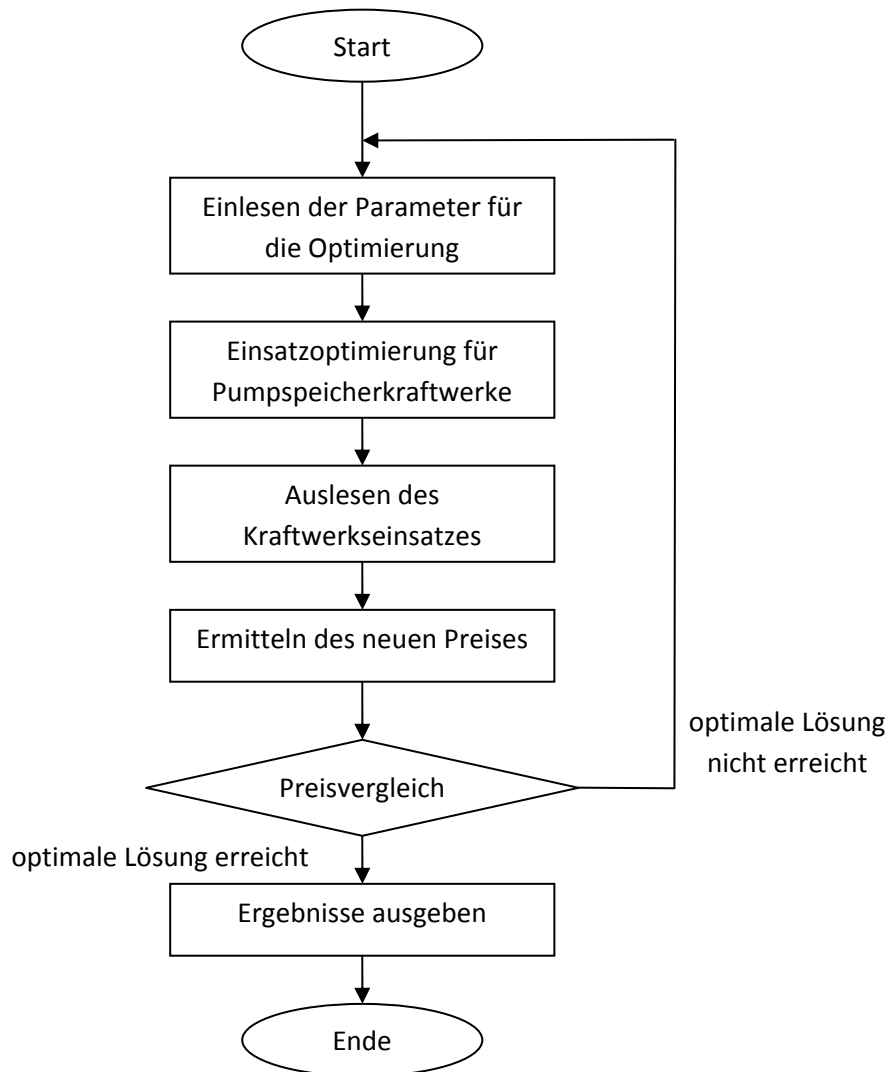 Start
Einlesen der Parameter für
die Optimierung
Einsatzoptimierung für
Pumpspeicherkraftwerke
Auslesen des
Kraftwerkseinsatzes
Ermitteln des neuen Preises
optimale Lösung
nicht erreicht
Preisvergleich
optimale Lösung erreicht
Ergebnisse ausgeben
Ende